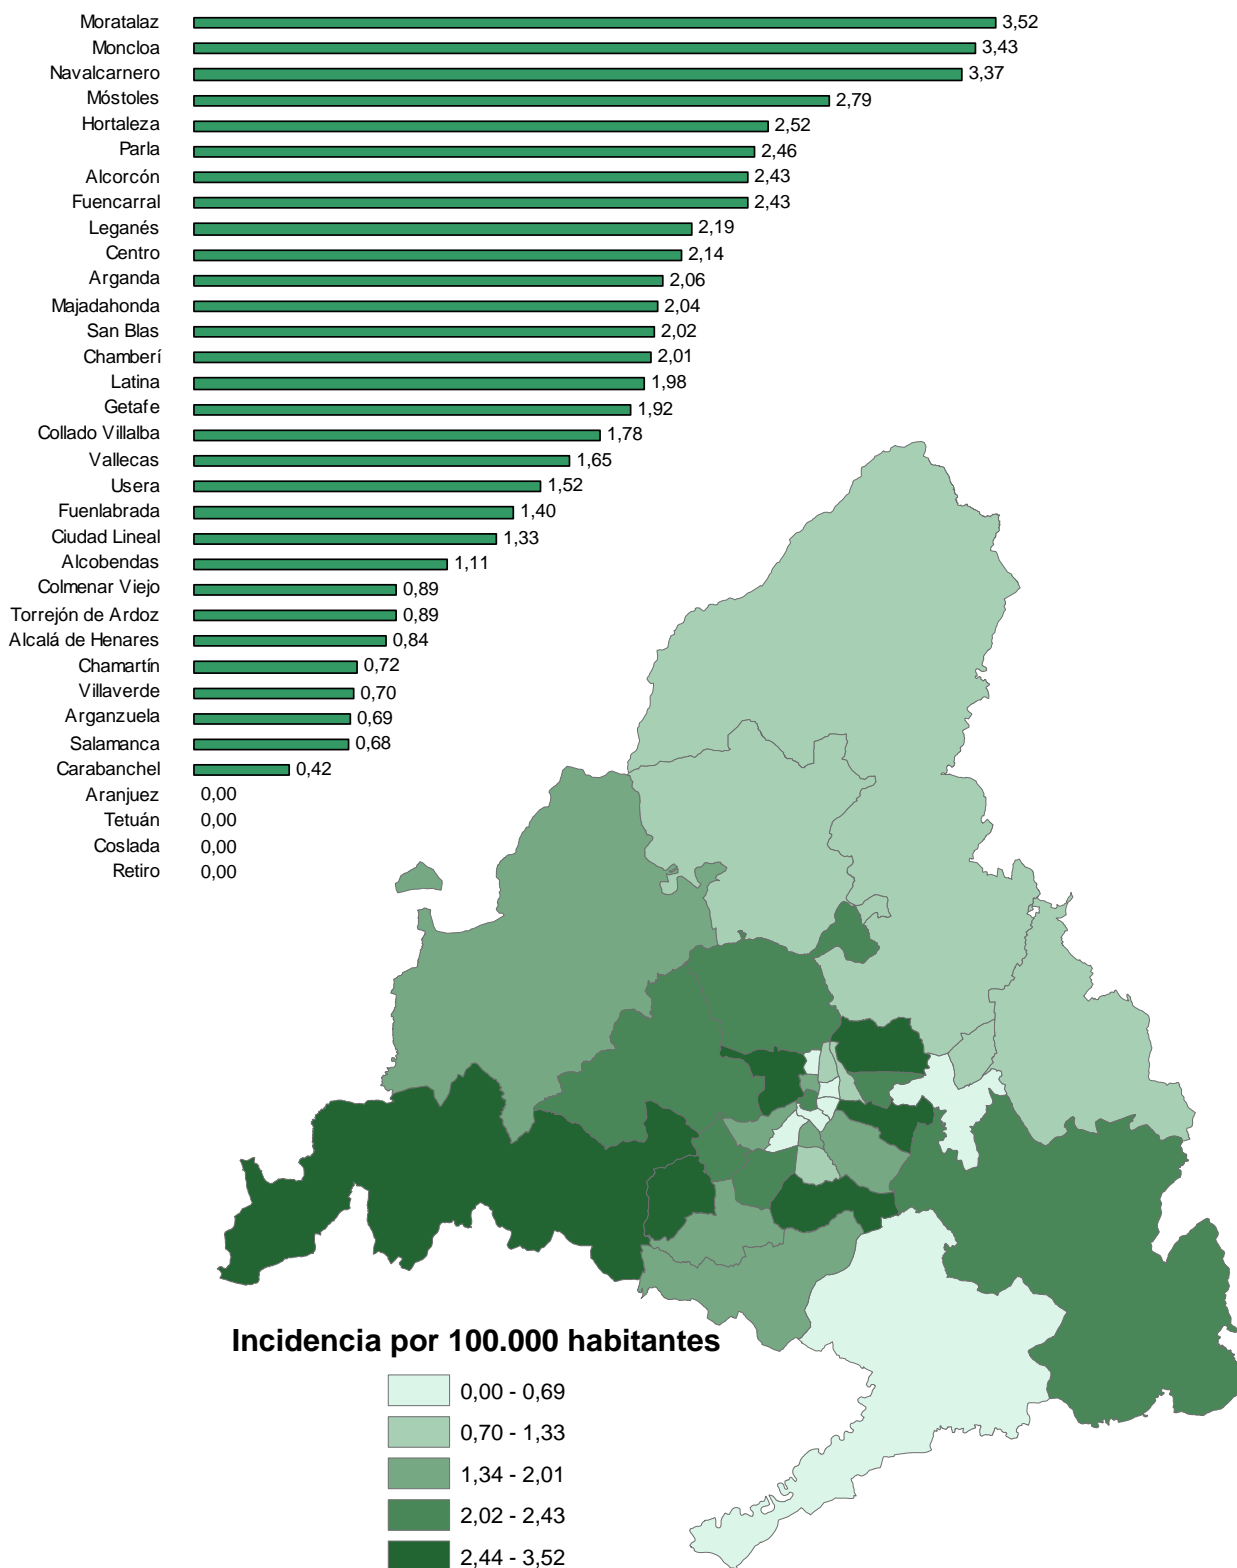 Moratalaz 3,52
Moncloa 3,43
Navalcarnero 3,37
Móstoles 2,79
Hortaleza 2,52
Parla 2,46
Alcorcón 2,43
Fuencarral 2,43
Leganés 2,19
Centro 2,14
Arganda 2,06
Majadahonda 2,04
San Blas 2,02
Chamberí 2,01
Latina 1,98
Getafe 1,92
Collado Villalba 1,78
Vallecas 1,65
Usera 1,52
Fuenlabrada 1,40
Ciudad Lineal 1,33
Alcobendas 1,11
Colmenar Viejo 0,89
Torrejón de Ardoz 0,89
Alcalá de Henares 0,84
Chamartín 0,72
Villaverde 0,70
Arganzuela 0,69
Salamanca 0,68
Carabanchel 0,42
Aranjuez 0,00
Tetuán 0,00
Coslada 0,00
Retiro 0,00
Incidencia por 100.000 habitantes
0,00 - 0,69
0,70 - 1,33
1,34 - 2,01
2,02 - 2,43
2,44 - 3,52